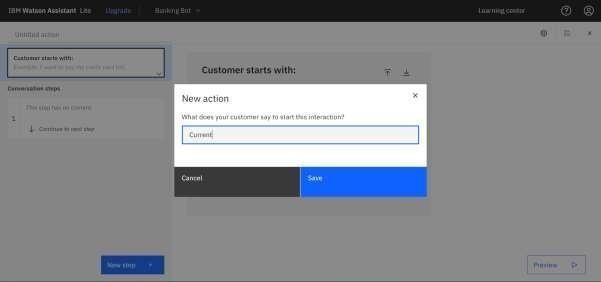 IBM Watson Assistant Lite
Upgrade
Banking Bot
Learning center
Untitled action
Customer starts with:
Example: I want to pay my credit card bill.
Conversation steps
1
This step has no content
Continue to next step
New step +
Customer starts with:
New action
What does your customer say to start this interaction?
Current
Cancel
Save
Preview